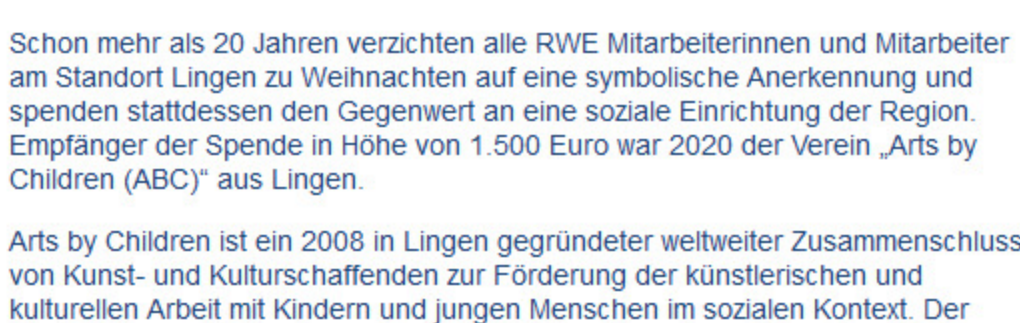 Schon mehr als 20 Jahren verzichten alle RWE Mitarbeiterinnen und Mitarbeiter
am Standort Lingen zu Weihnachten auf eine symbolische Anerkennung und
spenden stattdessen den Gegenwert an eine soziale Einrichtung der Region.
Empfänger der Spende in Höhe von 1.500 Euro war 2020 der Verein „Arts by
Children (ABC)“ aus Lingen.
Arts by Children ist ein 2008 in Lingen gegründeter weltweiter Zusammenschluss
von Kunst- und Kulturschaffenden zur Förderung der künstlerischen und
kulturellen Arbeit mit Kindern und jungen Menschen im sozialen Kontext. Der